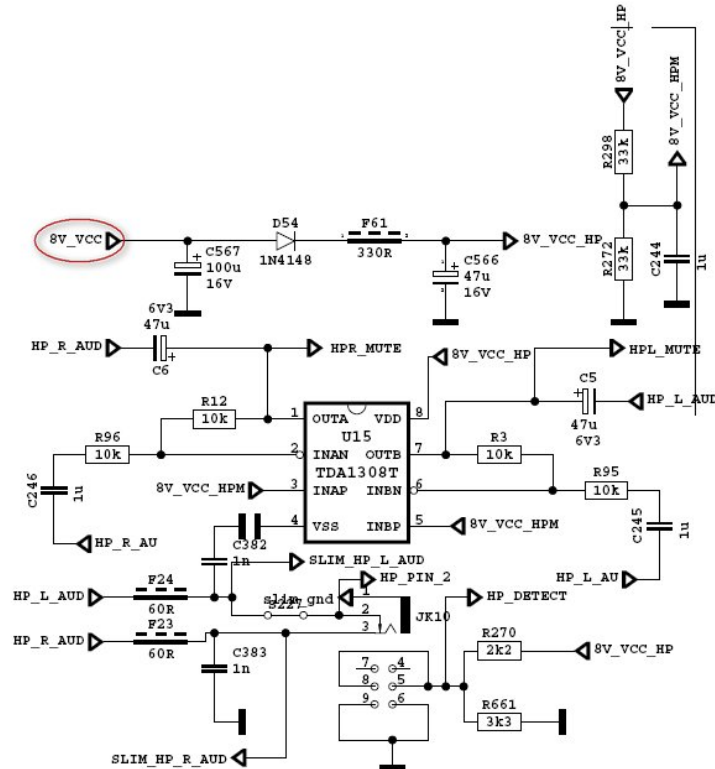 8V_VCC_HP
8V_VCC_HPM
R298
33k
R272
33k
C244
1u
8V_VCC
C567
100u
16V
D54
1N4148
F61
330R
C566
47u
16V
8V_VCC_HP
HP_R_AUD
6V3
47u
C6
HPR_MUTE
8V_VCC_HP
HPL_MUTE
C5
47u
6V3
HP_L_AUD
R12
10k
R96
10k
C246
1u
HP_R_AU
8V_VCC_HPM
1 OUTA VDD 8
U15
2 INAN OUTB 7
TDA1308T
3 INAP INBN 6
4 VSS INBP 5
R3
10k
R95
10k
C245
1u
HP_L_AU
8V_VCC_HPM
C382
1n
SLIM_HP_L_AUD
HP_PIN_2
HP_DETECT
HP_L_AUD
F24
60R
slim_gnd
S227
1
2
3
JK10
HP_R_AUD
F23
60R
C383
1n
7 4
8 5
9 6
R270
2k2
8V_VCC_HP
R661
3k3
SLIM_HP_R_AUD